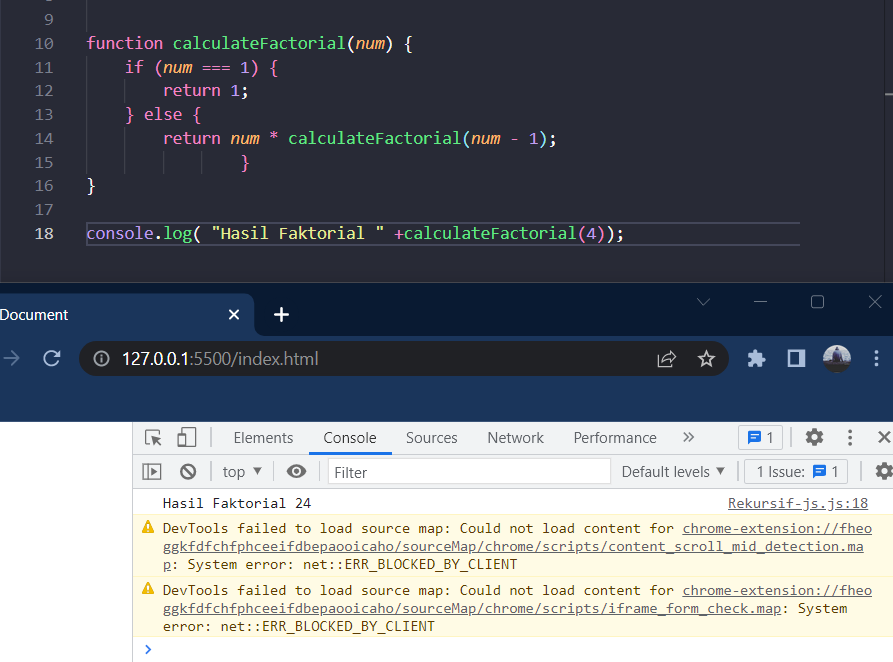 9
10 function calculateFactorial(num) {
11 if (num === 1) {
12 return 1;
13 } else {
14 return num * calculateFactorial(num - 1);
15 }
16 }
17
18 console.log( "Hasil Faktorial " +calculateFactorial(4));
Document
127.0.0.1:5500/index.html
Elements Console Sources Network Performance 1
top Filter Default levels 1 Issue: 1
Hasil Faktorial 24 Rekursif-js.js:18
DevTools failed to load source map: Could not load content for chrome-extension://fheo
ggkfdfchfphceeifdbepaooicaho/sourceMap/chrome/scripts/content_scroll_mid_detection.ma
p: System error: net::ERR_BLOCKED_BY_CLIENT
DevTools failed to load source map: Could not load content for chrome-extension://fheo
ggkfdfchfphceeifdbepaooicaho/sourceMap/chrome/scripts/iframe_form_check.map: System
error: net::ERR_BLOCKED_BY_CLIENT